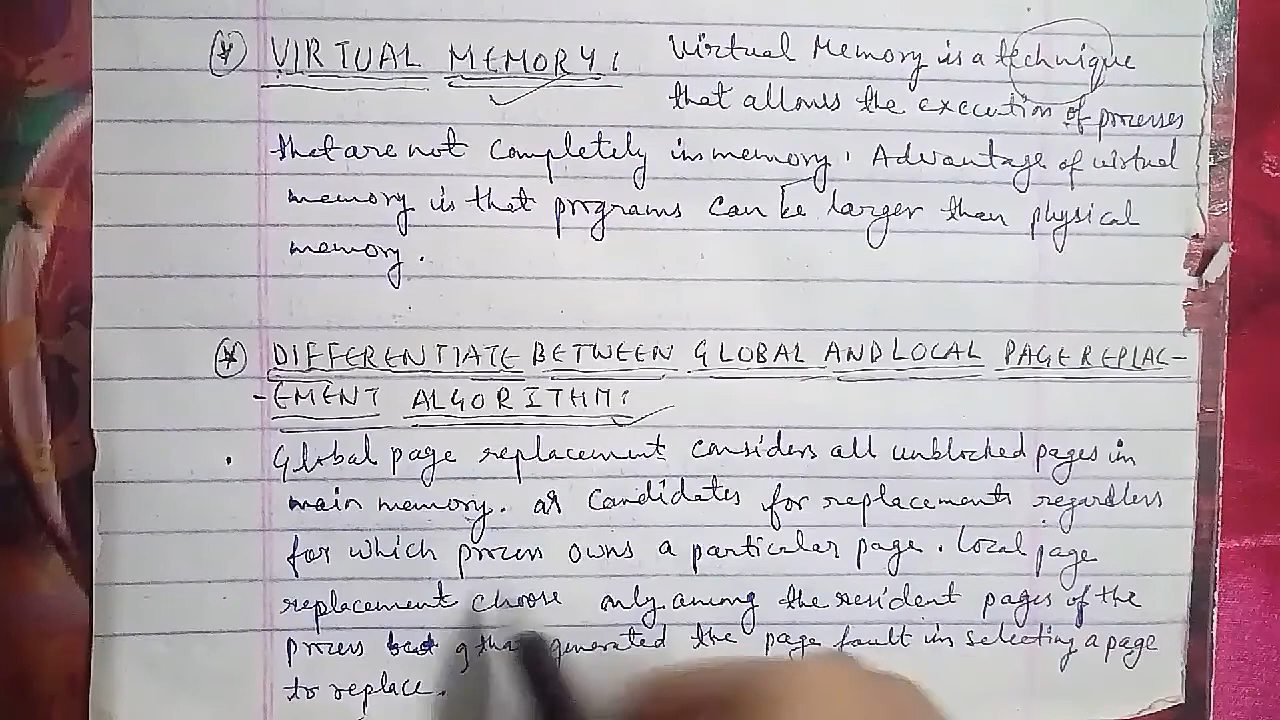 * VIRTUAL MEMORY: Virtual Memory is a technique
that allows the execution of processes
that are not completely in memory. Advantage of virtual
memory is that programs can be larger than physical
memory.
* DIFFERENTIATE BETWEEN GLOBAL AND LOCAL PAGE REPLAC-
-EMENT ALGORITHM:
. Global page replacement considers all unblocked pages in
main memory. as candidates for replacements regardless
for which process owns a particular page. Local page
replacement choose only among the resident pages of the
process that generated the page fault in selecting a page
to replace.